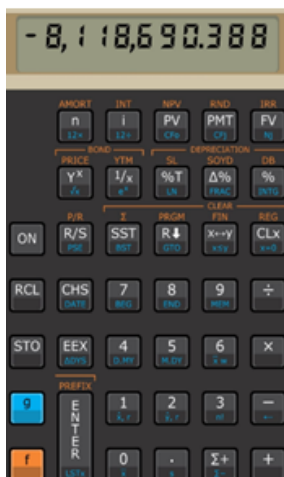 -8,118,690.388
AMORT INT NPV RND IRR
n i PV PMT FV
12× 12÷ CFo CFj Nj
BOND DEPRECIATION
PRICE YTM SL SOYD DB
Yˣ 1/x %T Δ% %
√x eˣ LN FRAC INTG
CLEAR
P/R Σ PRGM FIN REG
ON R/S SST R⬇ x↔y CLx
PSE BST GTO x≤y x=0
RCL CHS 7 8 9 ÷
DATE BEG END MEM
STO EEX 4 5 6 ×
ΔDYS D.MY M.DY x̄w
PREFIX
g ENTER 1 2 3 −
x̂,r ŷ,r n! ←
f 0 . Σ+ +
LSTx x̄ s Σ-